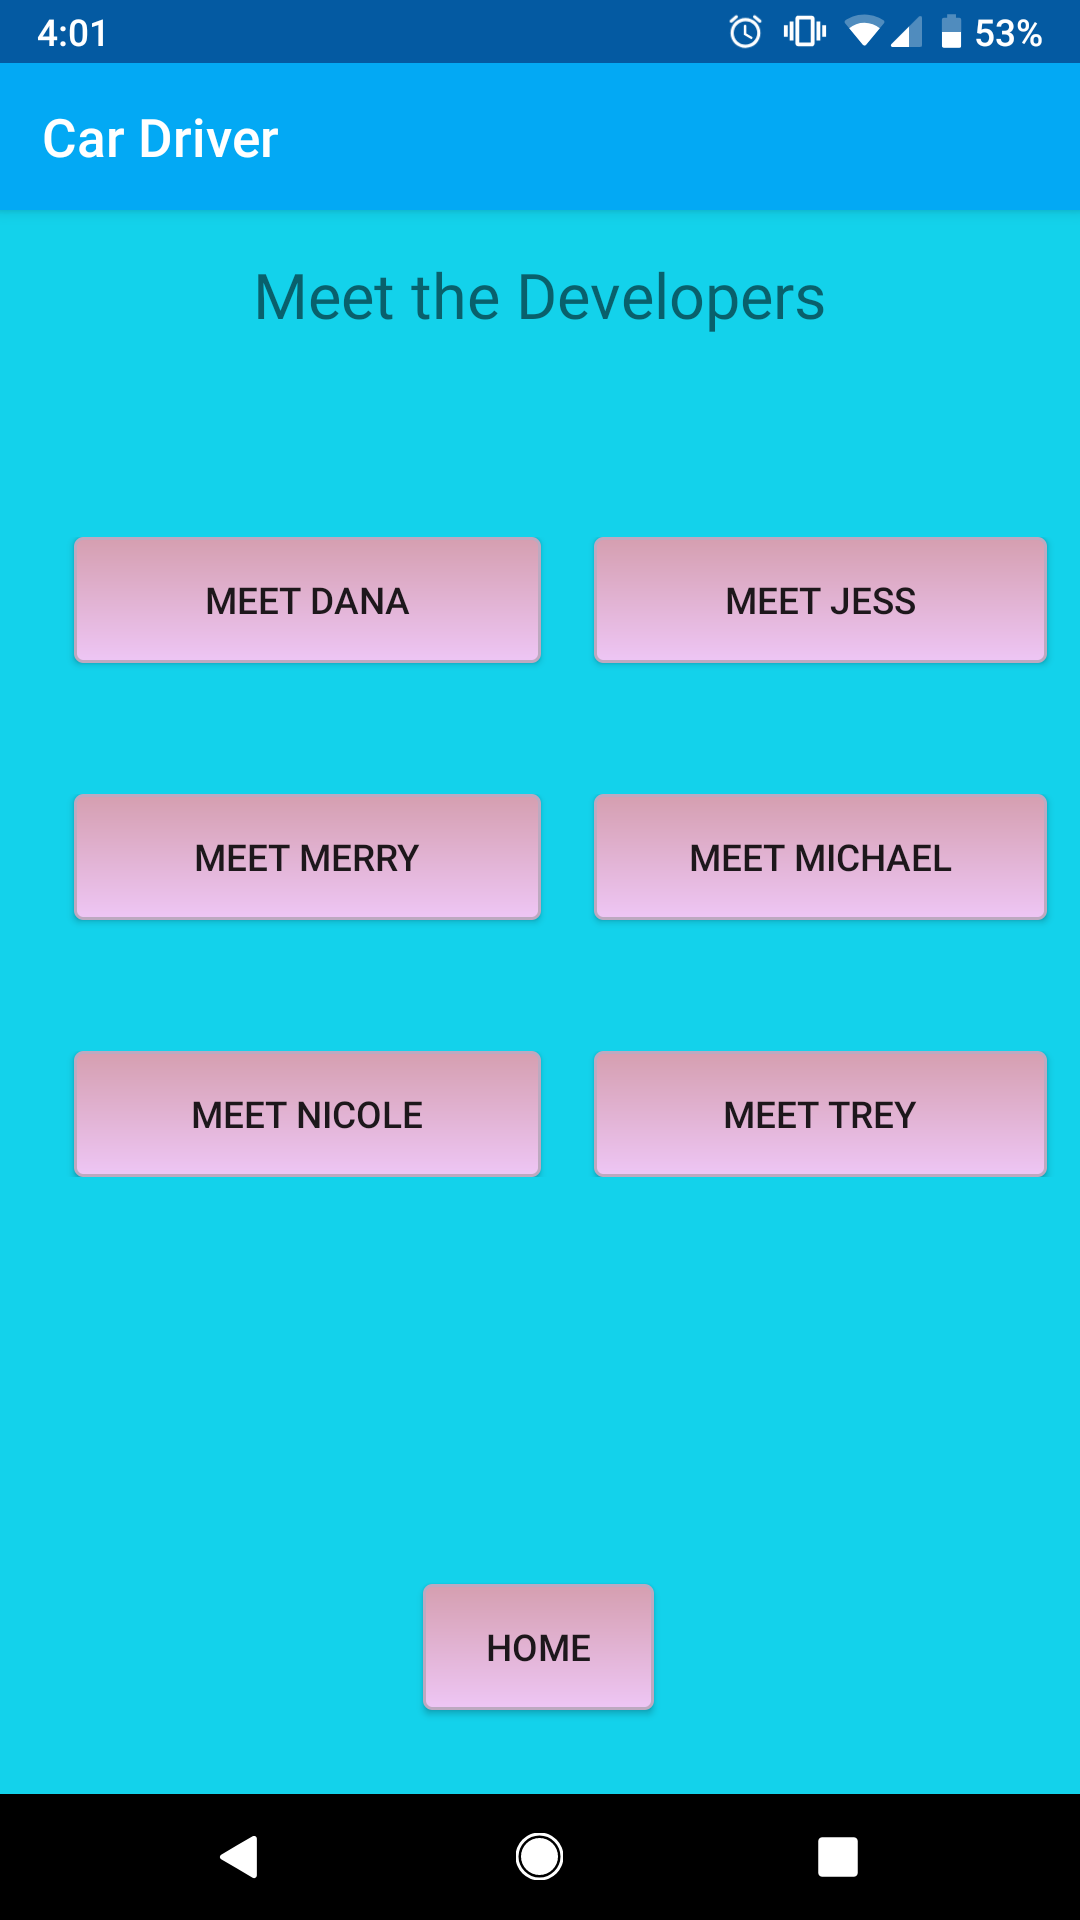 4:01 53%
Car Driver
Meet the Developers
MEET DANA MEET JESS
MEET MERRY MEET MICHAEL
MEET NICOLE MEET TREY
HOME